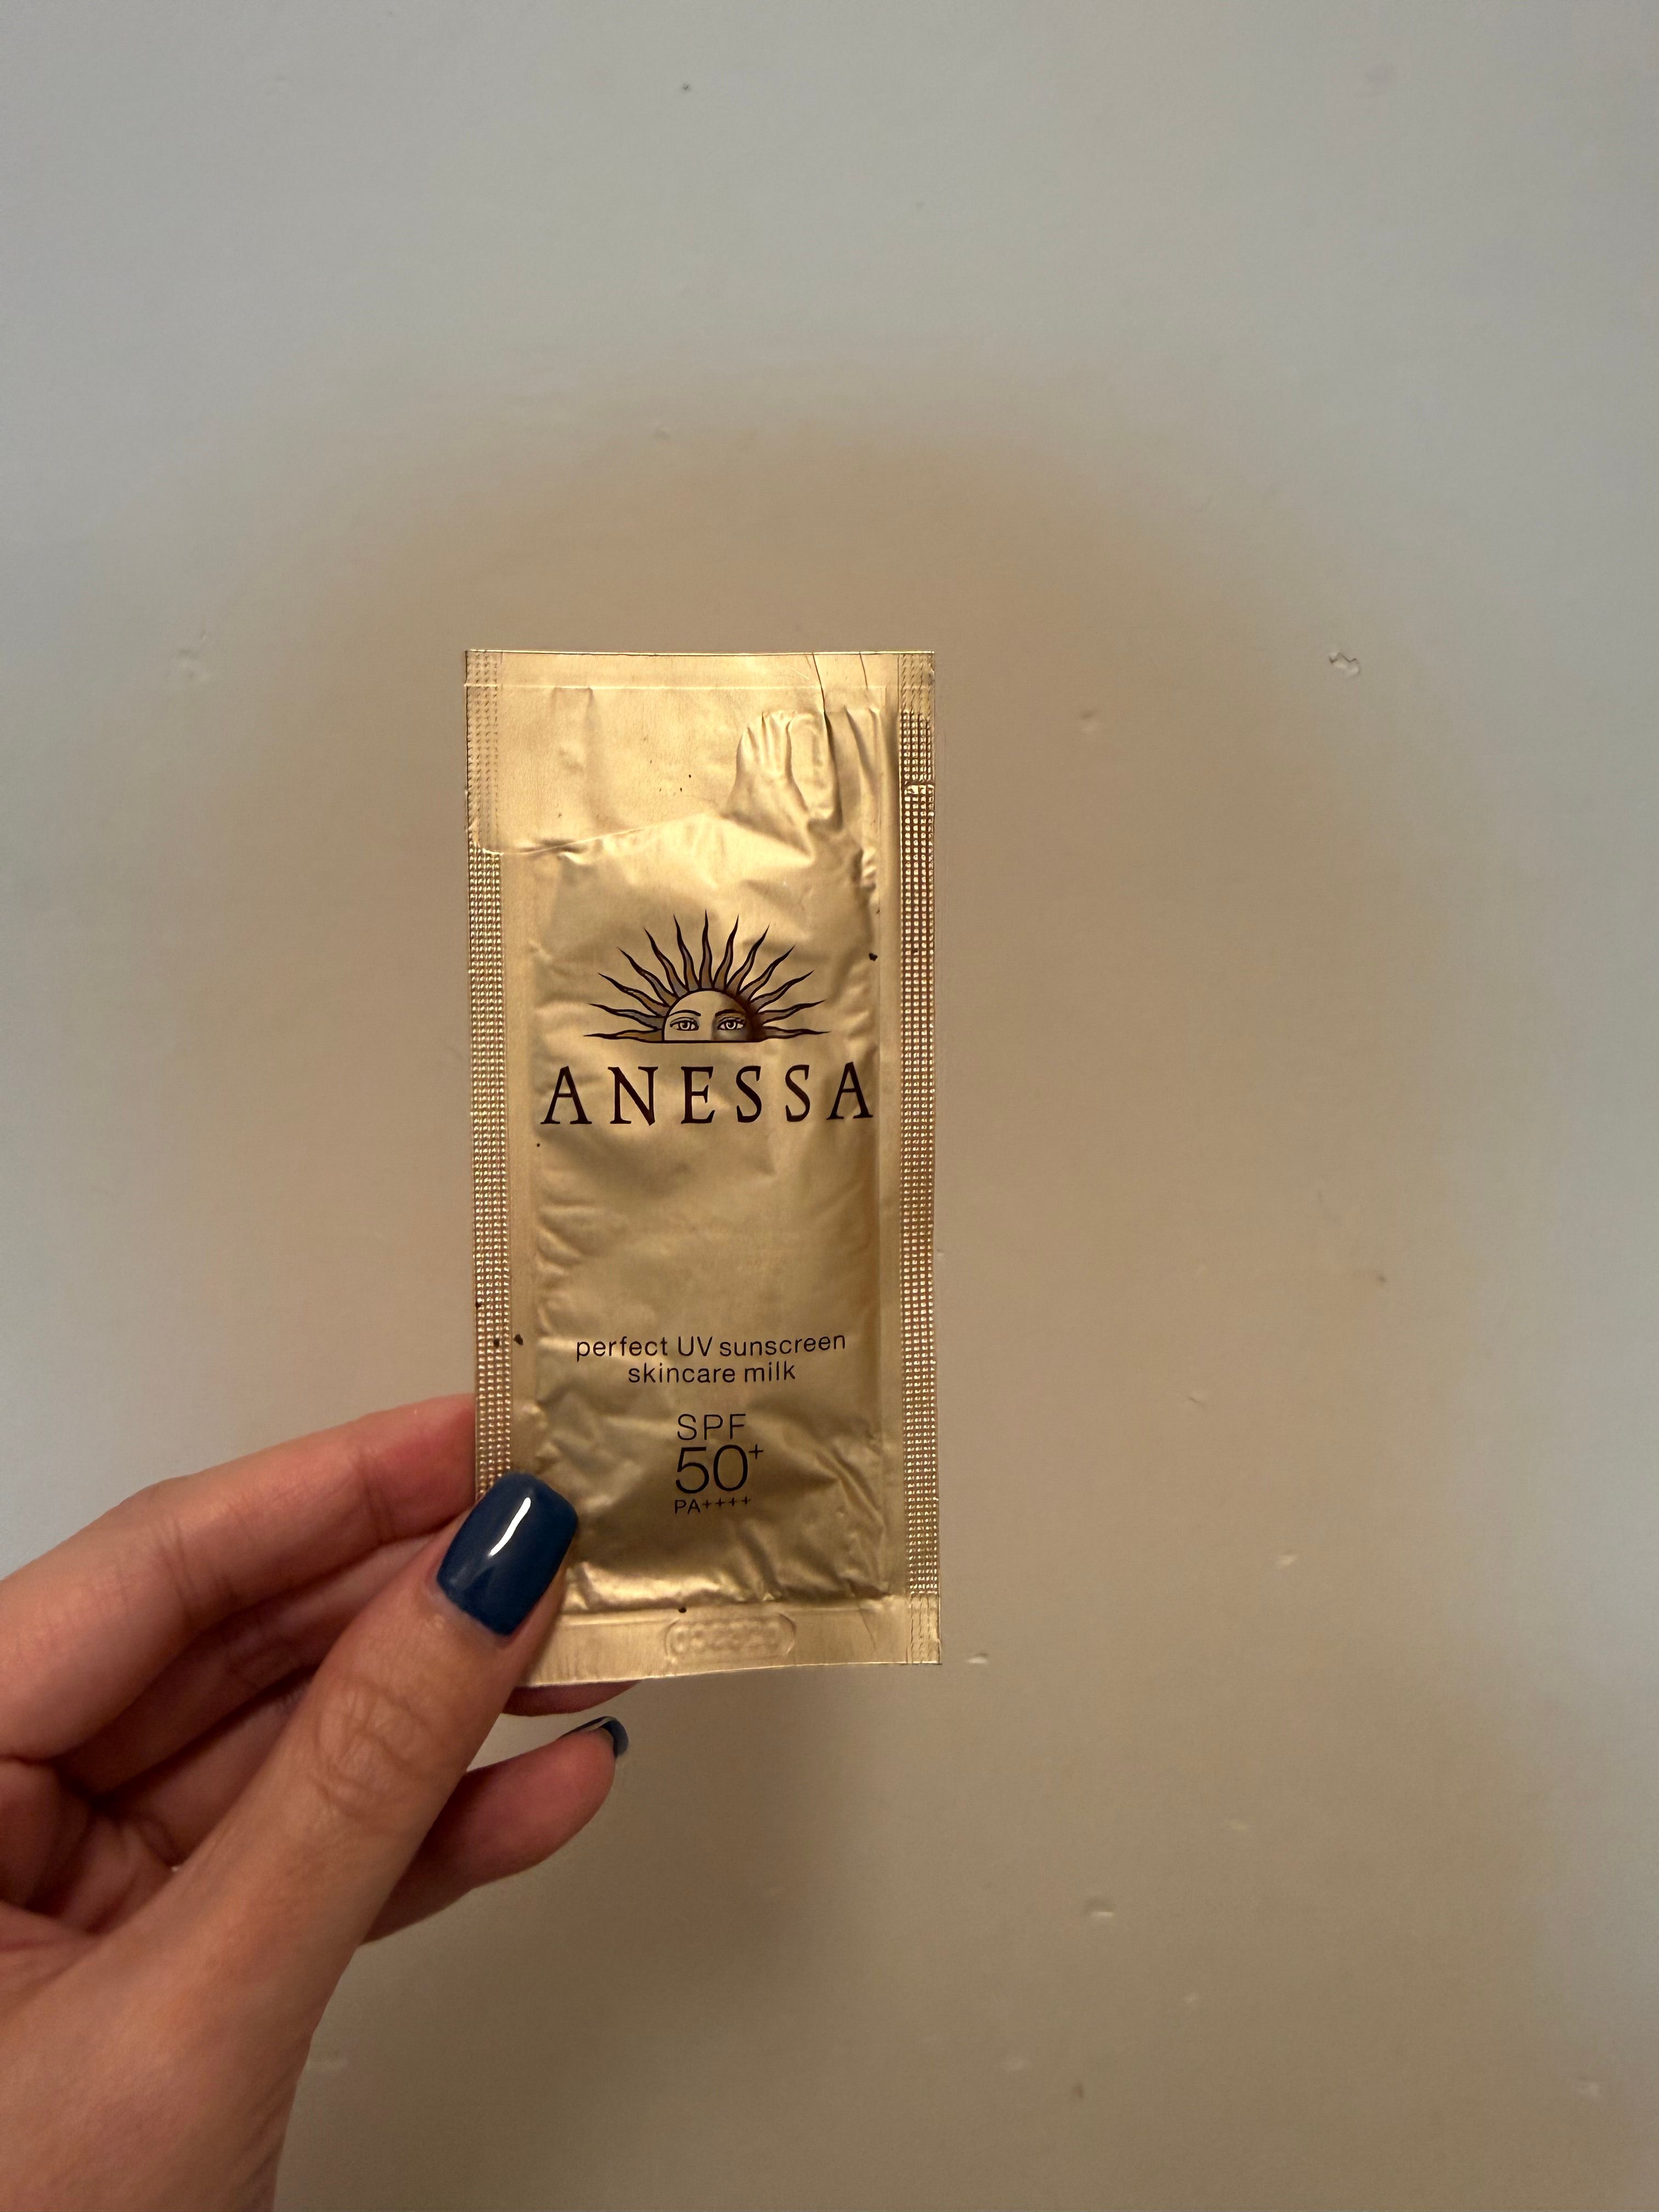 ANESSA
perfect UV sunscreen
skincare milk
SPF
50+
PA++++